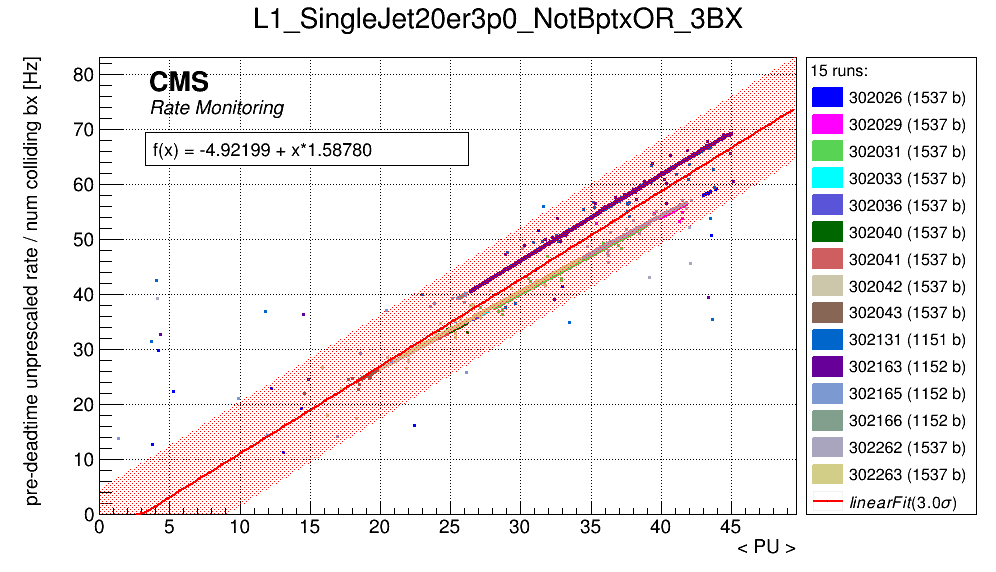 L1_SingleJet20er3p0_NotBptxOR_3BX
pre-deadtime unprescaled rate / num colliding bx [Hz]
CMS
Rate Monitoring
f(x) = -4.92199 + x*1.58780
80
70
60
50
40
30
20
10
0
0 5 10 15 20 25 30 35 40 45
< PU >
15 runs:
302026 (1537 b)
302029 (1537 b)
302031 (1537 b)
302033 (1537 b)
302036 (1537 b)
302040 (1537 b)
302041 (1537 b)
302042 (1537 b)
302043 (1537 b)
302131 (1151 b)
302163 (1152 b)
302165 (1152 b)
302166 (1152 b)
302262 (1537 b)
302263 (1537 b)
linearFit(3.0σ)